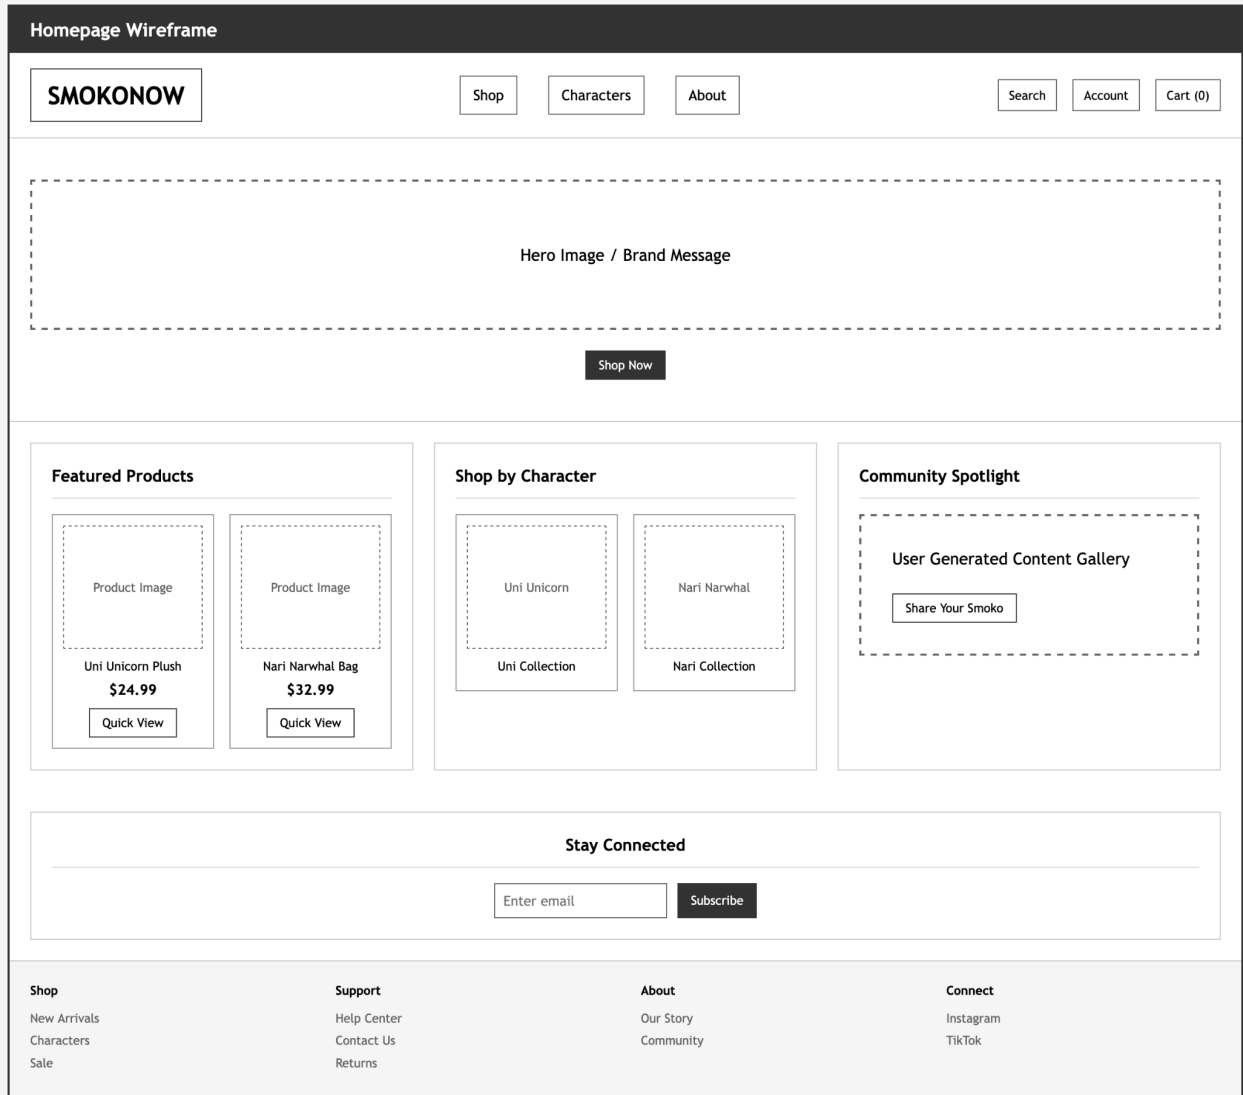 Homepage Wireframe
SMOKONOW
Shop
Characters
About
Search
Account
Cart (0)
Hero Image / Brand Message
Shop Now
Featured Products
Product Image
Uni Unicorn Plush
$24.99
Quick View
Product Image
Nari Narwhal Bag
$32.99
Quick View
Shop by Character
Uni Unicorn
Uni Collection
Nari Narwhal
Nari Collection
Community Spotlight
User Generated Content Gallery
Share Your Smoko
Stay Connected
Enter email
Subscribe
Shop
New Arrivals
Characters
Sale
Support
Help Center
Contact Us
Returns
About
Our Story
Community
Connect
Instagram
TikTok